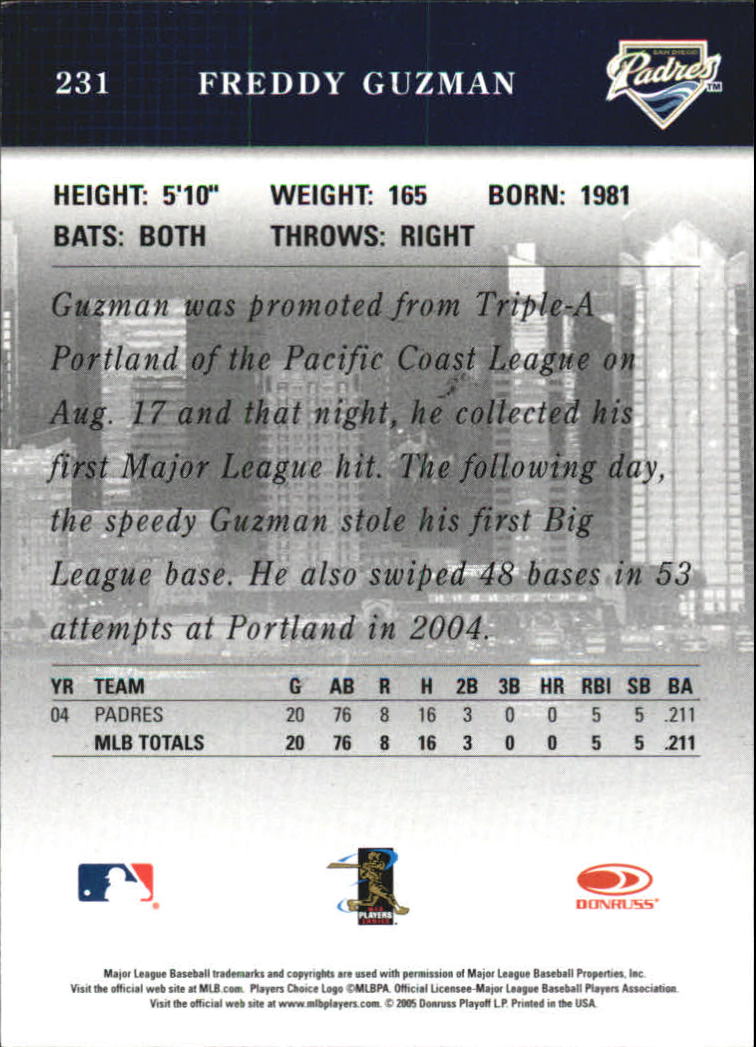 231 FREDDY GUZMAN
SAN DIEGO
Padres™
HEIGHT: 5'10" WEIGHT: 165 BORN: 1981
BATS: BOTH THROWS: RIGHT
Guzman was promoted from Triple-A
Portland of the Pacific Coast League on
Aug. 17 and that night, he collected his
first Major League hit. The following day,
the speedy Guzman stole his first Big
League base. He also swiped 48 bases in 53
attempts at Portland in 2004.
YR TEAM G AB R H 2B 3B HR RBI SB BA
04 PADRES 20 76 8 16 3 0 0 5 5 .211
MLB TOTALS 20 76 8 16 3 0 0 5 5 .211
PLAYERS
CHOICE
DONRUSS
Major League Baseball trademarks and copyrights are used with permission of Major League Baseball Properties, Inc.
Visit the official web site at MLB.com. Players Choice Logo ©MLBPA. Official Licensee-Major League Baseball Players Association.
Visit the official web site at www.mlbplayers.com. © 2005 Donruss Playoff L.P. Printed in the USA.